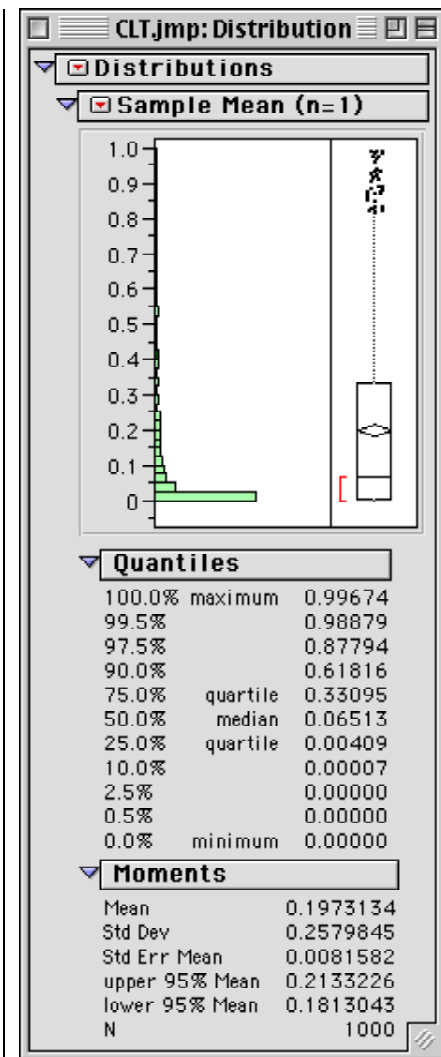 CLT.jmp: Distribution
Distributions
Sample Mean (n=1)
1.0
0.9
0.8
0.7
0.6
0.5
0.4
0.3
0.2
0.1
0
Quantiles
100.0% maximum 0.99674
99.5% 0.98879
97.5% 0.87794
90.0% 0.61816
75.0% quartile 0.33095
50.0% median 0.06513
25.0% quartile 0.00409
10.0% 0.00007
2.5% 0.00000
0.5% 0.00000
0.0% minimum 0.00000
Moments
Mean 0.1973134
Std Dev 0.2579845
Std Err Mean 0.0081582
upper 95% Mean 0.2133226
lower 95% Mean 0.1813043
N 1000